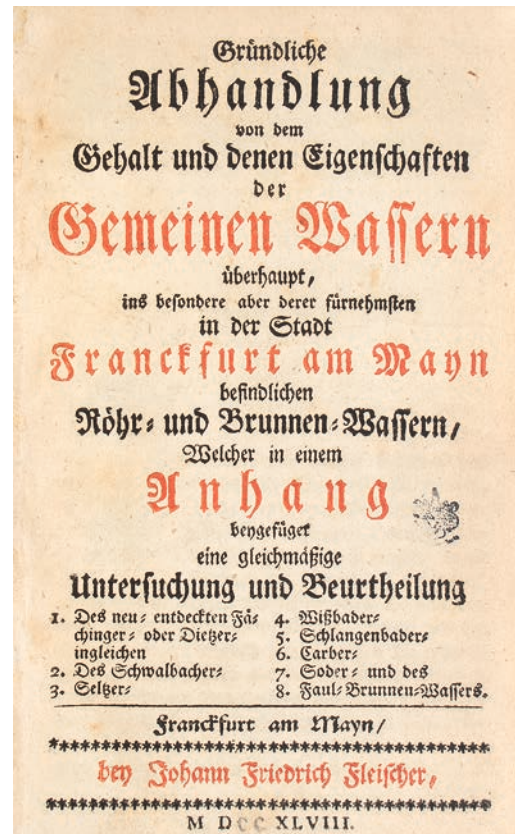 Gründliche
Abhandlung
von dem
Gehalt und denen Eigenschaften
der
Gemeinen Wassern
überhaupt,
ins besondere aber derer fürnehmsten
in der Stadt
Franckfurt am Mayn
befindlichen
Röhr- und Brunnen-Wassern,
Welcher in einem
Anhang
beygefüget
eine gleichmäßige
Untersuchung und Beurtheilung
1. Des neu-entdeckten Fä-
chinger- oder Dietzer-
ingleichen
2. Des Schwalbacher-
3. Seltzer-
4. Wißbader-
5. Schlangenbader-
6. Carber-
7. Soder- und des
8. Faul-Brunnen-Wassers.
Franckfurt am Mayn/
bey Johann Friedrich Fleischer,
M DCC XLVIII.